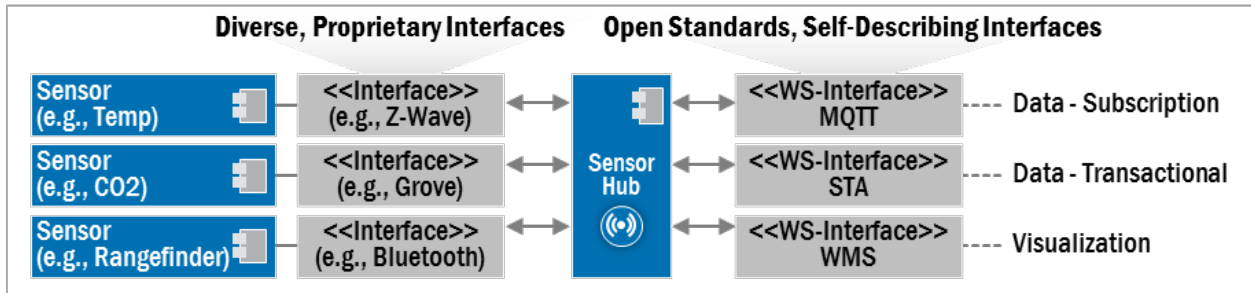 Diverse, Proprietary Interfaces
Open Standards, Self-Describing Interfaces
Sensor
(e.g., Temp)
<<Interface>>
(e.g., Z-Wave)
<<WS-Interface>>
MQTT
Data - Subscription
Sensor
(e.g., CO2)
<<Interface>>
(e.g., Grove)
Sensor
Hub
<<WS-Interface>>
STA
Data - Transactional
Sensor
(e.g., Rangefinder)
<<Interface>>
(e.g., Bluetooth)
<<WS-Interface>>
WMS
Visualization